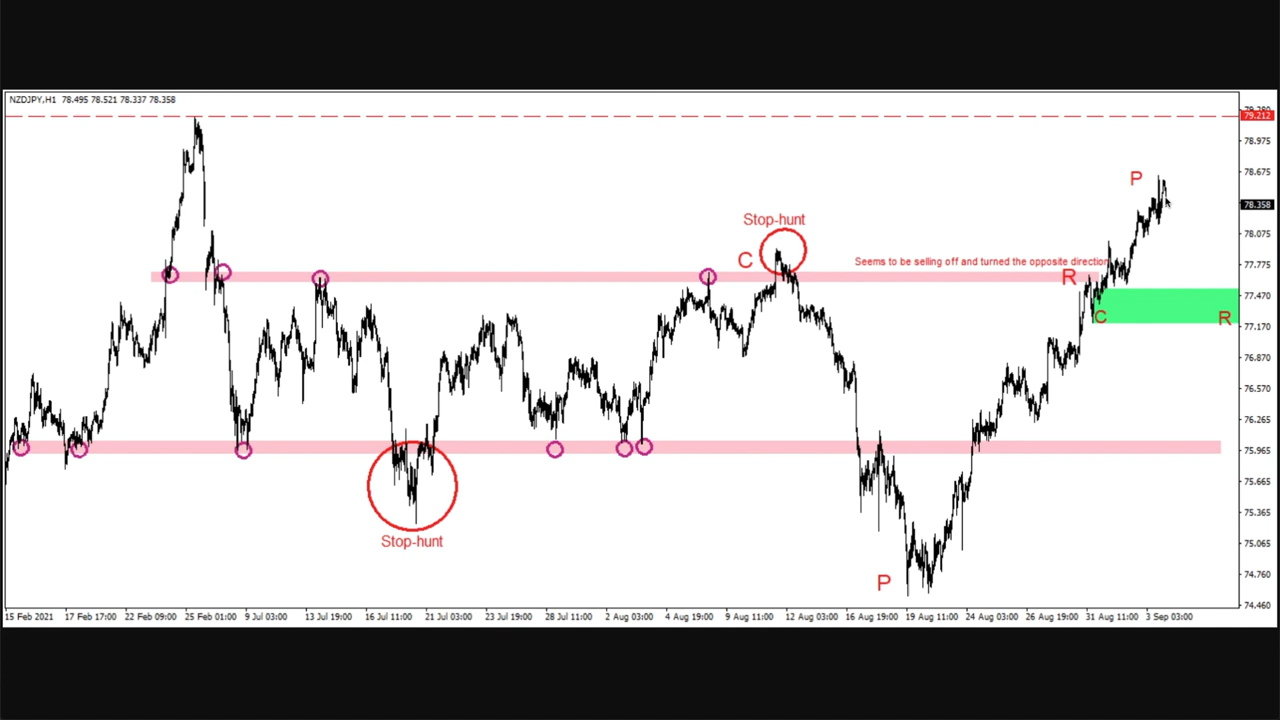 NZDJPY,H1 78.495 78.521 78.337 78.358
79.212
78.975
78.675
P
78.358
Stop-hunt
78.075
C
Seems to be selling off and turned the opposite direction
77.775
R
77.470
C
R
77.170
76.870
76.570
76.265
75.965
75.665
Stop-hunt
75.365
75.065
P
74.760
74.460
15 Feb 2021 17 Feb 17:00 22 Feb 09:00 25 Feb 01:00 9 Jul 03:00 13 Jul 19:00 16 Jul 11:00 21 Jul 03:00 23 Jul 19:00 28 Jul 11:00 2 Aug 03:00 4 Aug 19:00 9 Aug 11:00 12 Aug 03:00 16 Aug 19:00 19 Aug 11:00 24 Aug 03:00 26 Aug 19:00 31 Aug 11:00 3 Sep 03:00